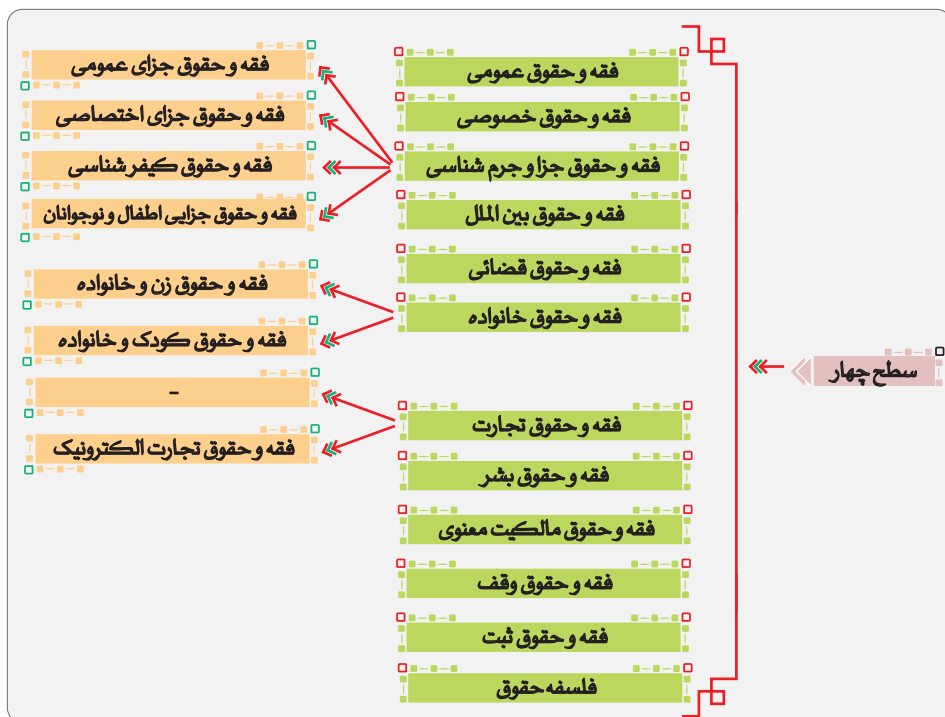 سطح چهار
فقه و حقوق عمومی
فقه و حقوق خصوصی
فقه و حقوق جزا و جرم شناسی
فقه و حقوق بین الملل
فقه و حقوق قضائی
فقه و حقوق خانواده
فقه و حقوق تجارت
فقه و حقوق بشر
فقه و حقوق مالکیت معنوی
فقه و حقوق وقف
فقه و حقوق ثبت
فلسفه حقوق
فقه و حقوق جزای عمومی
فقه و حقوق جزای اختصاصی
فقه و حقوق کیفر شناسی
فقه و حقوق جزایی اطفال و نوجوانان
فقه و حقوق زن و خانواده
فقه و حقوق کودک و خانواده
-
فقه و حقوق تجارت الکترونیک